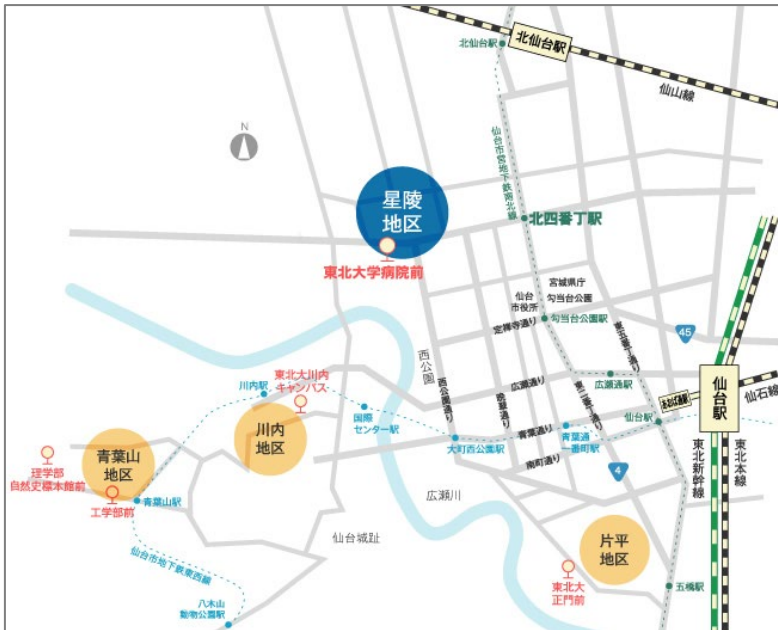 北仙台駅
北仙台駅
仙山線
N
仙台市営地下鉄南北線
星陵
地区
北四番丁駅
東北大学病院前
宮城県庁
勾当台公園
仙台
市役所
勾当台公園駅
定禅寺通り
東五番丁通り
45
西公園
西公園通り
晩翠通り
広瀬通り
広瀬通駅
東二番丁通り
あおば通駅
仙台駅
仙台駅
仙石線
東北大川内
キャンパス
川内駅
川内
地区
国際
センター駅
大町西公園駅
青葉通り
青葉通
一番町駅
南町通り
4
東北新幹線
東北本線
青葉山
地区
理学部
自然史標本館前
工学部前
青葉山駅
広瀬川
仙台城趾
仙台市地下鉄東西線
八木山
動物公園駅
片平
地区
東北大
正門前
五橋駅